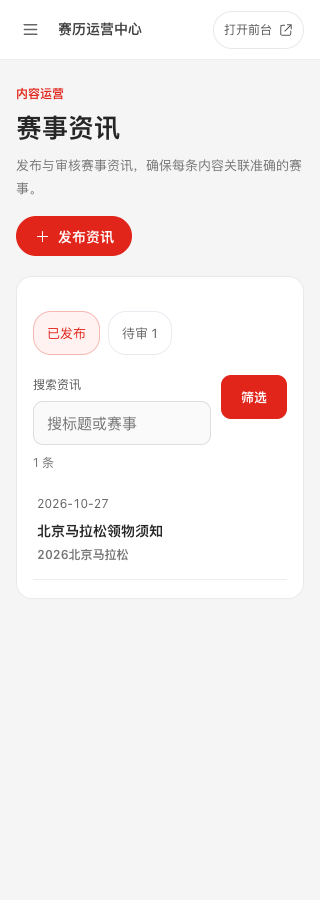 赛历运营中心
打开前台
内容运营
赛事资讯
发布与审核赛事资讯，确保每条内容关联准确的赛
事。
发布资讯
已发布
待审 1
搜索资讯
搜标题或赛事
筛选
1 条
2026-10-27
北京马拉松领物须知
2026北京马拉松